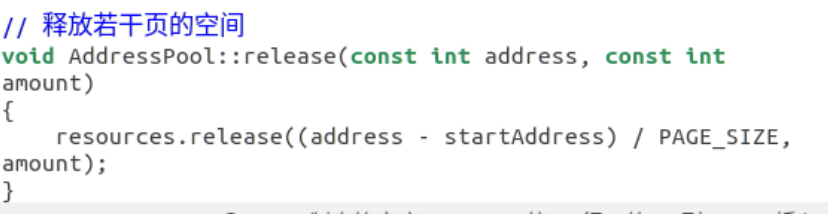 // 释放若干页的空间
void AddressPool::release(const int address, const int
amount)
{
    resources.release((address - startAddress) / PAGE_SIZE,
amount);
}